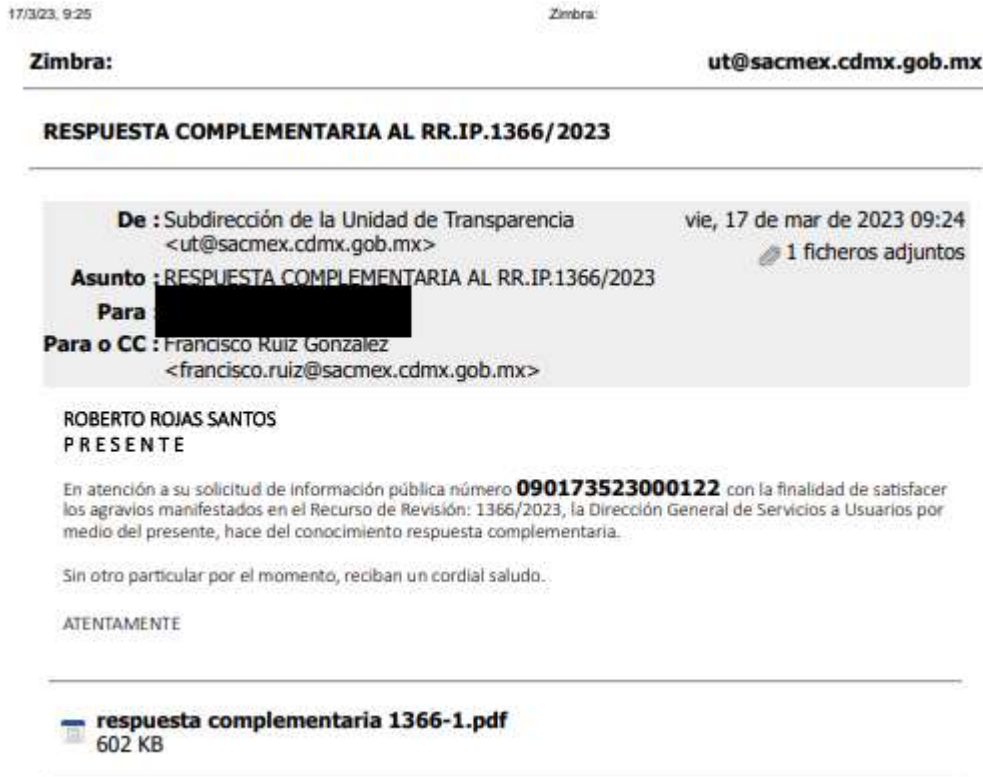 17/3/23, 9:25 Zimbra:
Zimbra: ut@sacmex.cdmx.gob.mx
RESPUESTA COMPLEMENTARIA AL RR.IP.1366/2023
De : Subdirección de la Unidad de Transparencia vie, 17 de mar de 2023 09:24
<ut@sacmex.cdmx.gob.mx> 1 ficheros adjuntos
Asunto : RESPUESTA COMPLEMENTARIA AL RR.IP.1366/2023
Para :
Para o CC : Francisco Ruiz Gonzalez
<francisco.ruiz@sacmex.cdmx.gob.mx>
ROBERTO ROJAS SANTOS
P R E S E N T E
En atención a su solicitud de información pública número 090173523000122 con la finalidad de satisfacer
los agravios manifestados en el Recurso de Revisión: 1366/2023, la Dirección General de Servicios a Usuarios por
medio del presente, hace del conocimiento respuesta complementaria.
Sin otro particular por el momento, reciban un cordial saludo.
ATENTAMENTE
respuesta complementaria 1366-1.pdf
602 KB